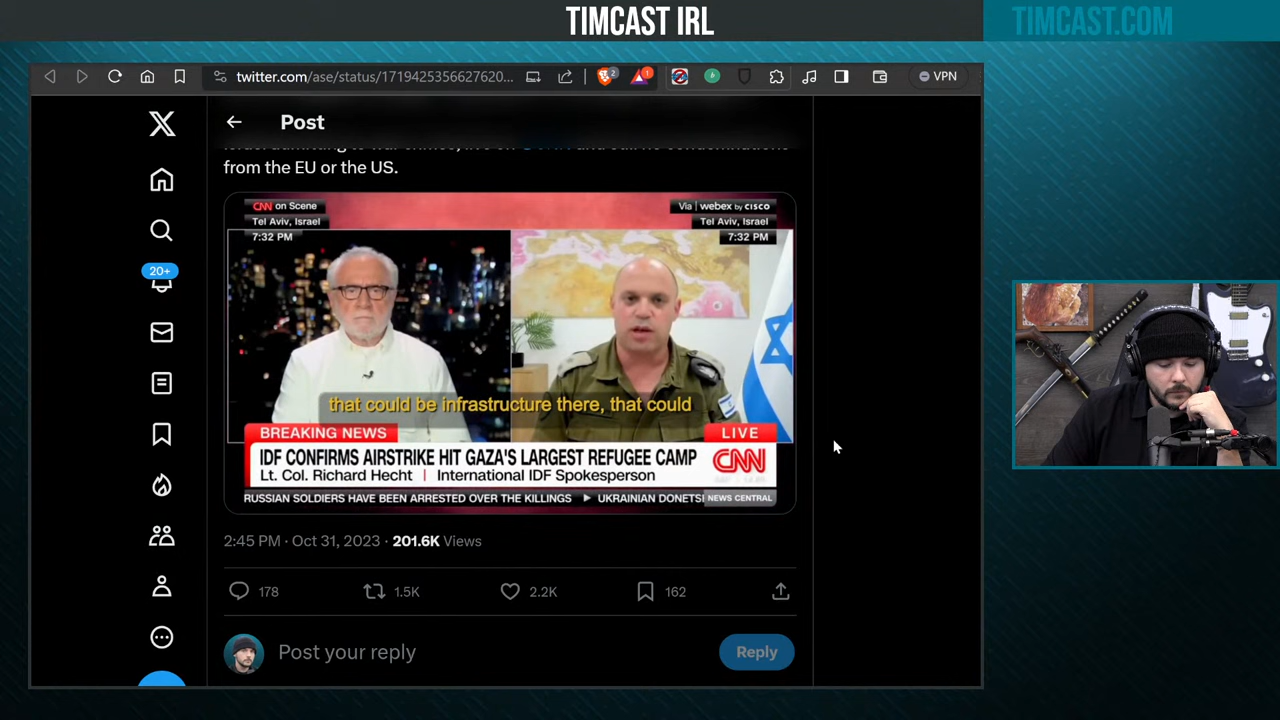 TIMCAST IRL
TIMCAST.COM
twitter.com/ase/status/1719425356627620...
2
1
VPN
Post
from the EU or the US.
CNN on Scene
Via | webex by CISCO
Tel Aviv, Israel
Tel Aviv, Israel
7:32 PM
7:32 PM
20+
that could be infrastructure there, that could
BREAKING NEWS
LIVE
IDF CONFIRMS AIRSTRIKE HIT GAZA'S LARGEST REFUGEE CAMP
Lt. Col. Richard Hecht | International IDF Spokesperson
CNN
RUSSIAN SOLDIERS HAVE BEEN ARRESTED OVER THE KILLINGS ▶ UKRAINIAN DONETS
NEWS CENTRAL
2:45 PM · Oct 31, 2023 · 201.6K Views
178
1.5K
2.2K
162
Post your reply
Reply